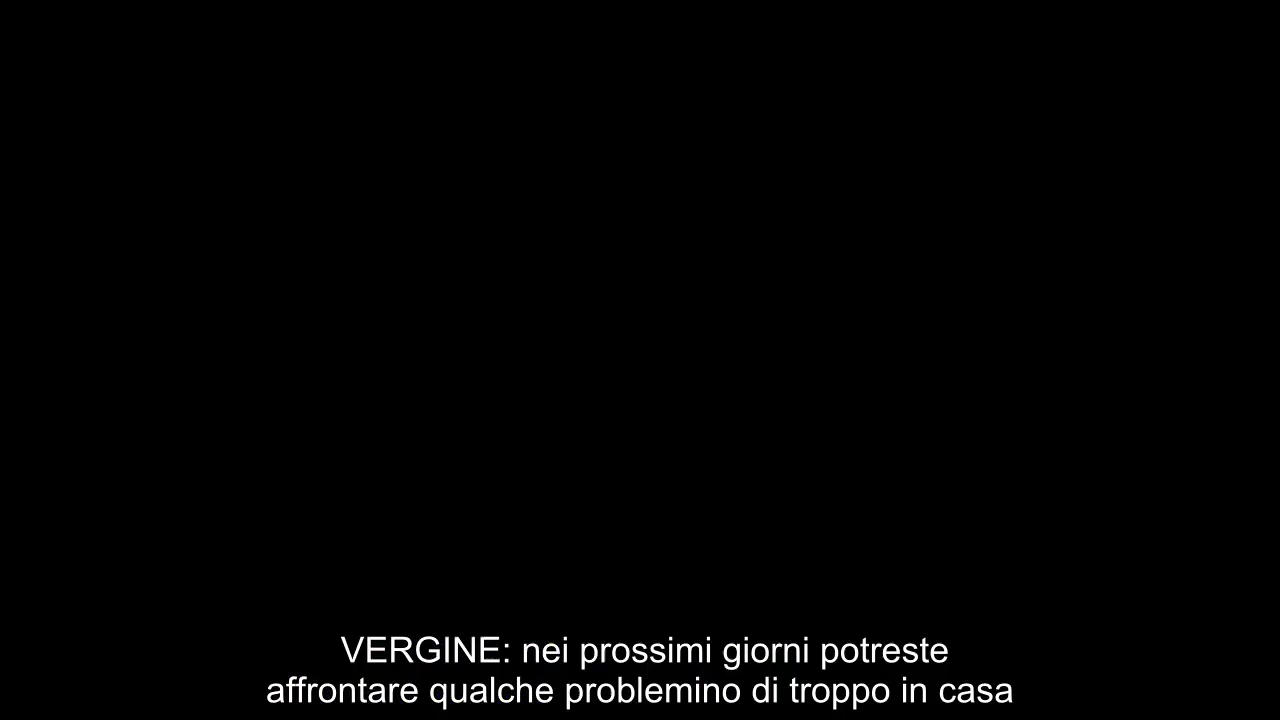 VERGINE: nei prossimi giorni potreste
affrontare qualche problemino di troppo in casa